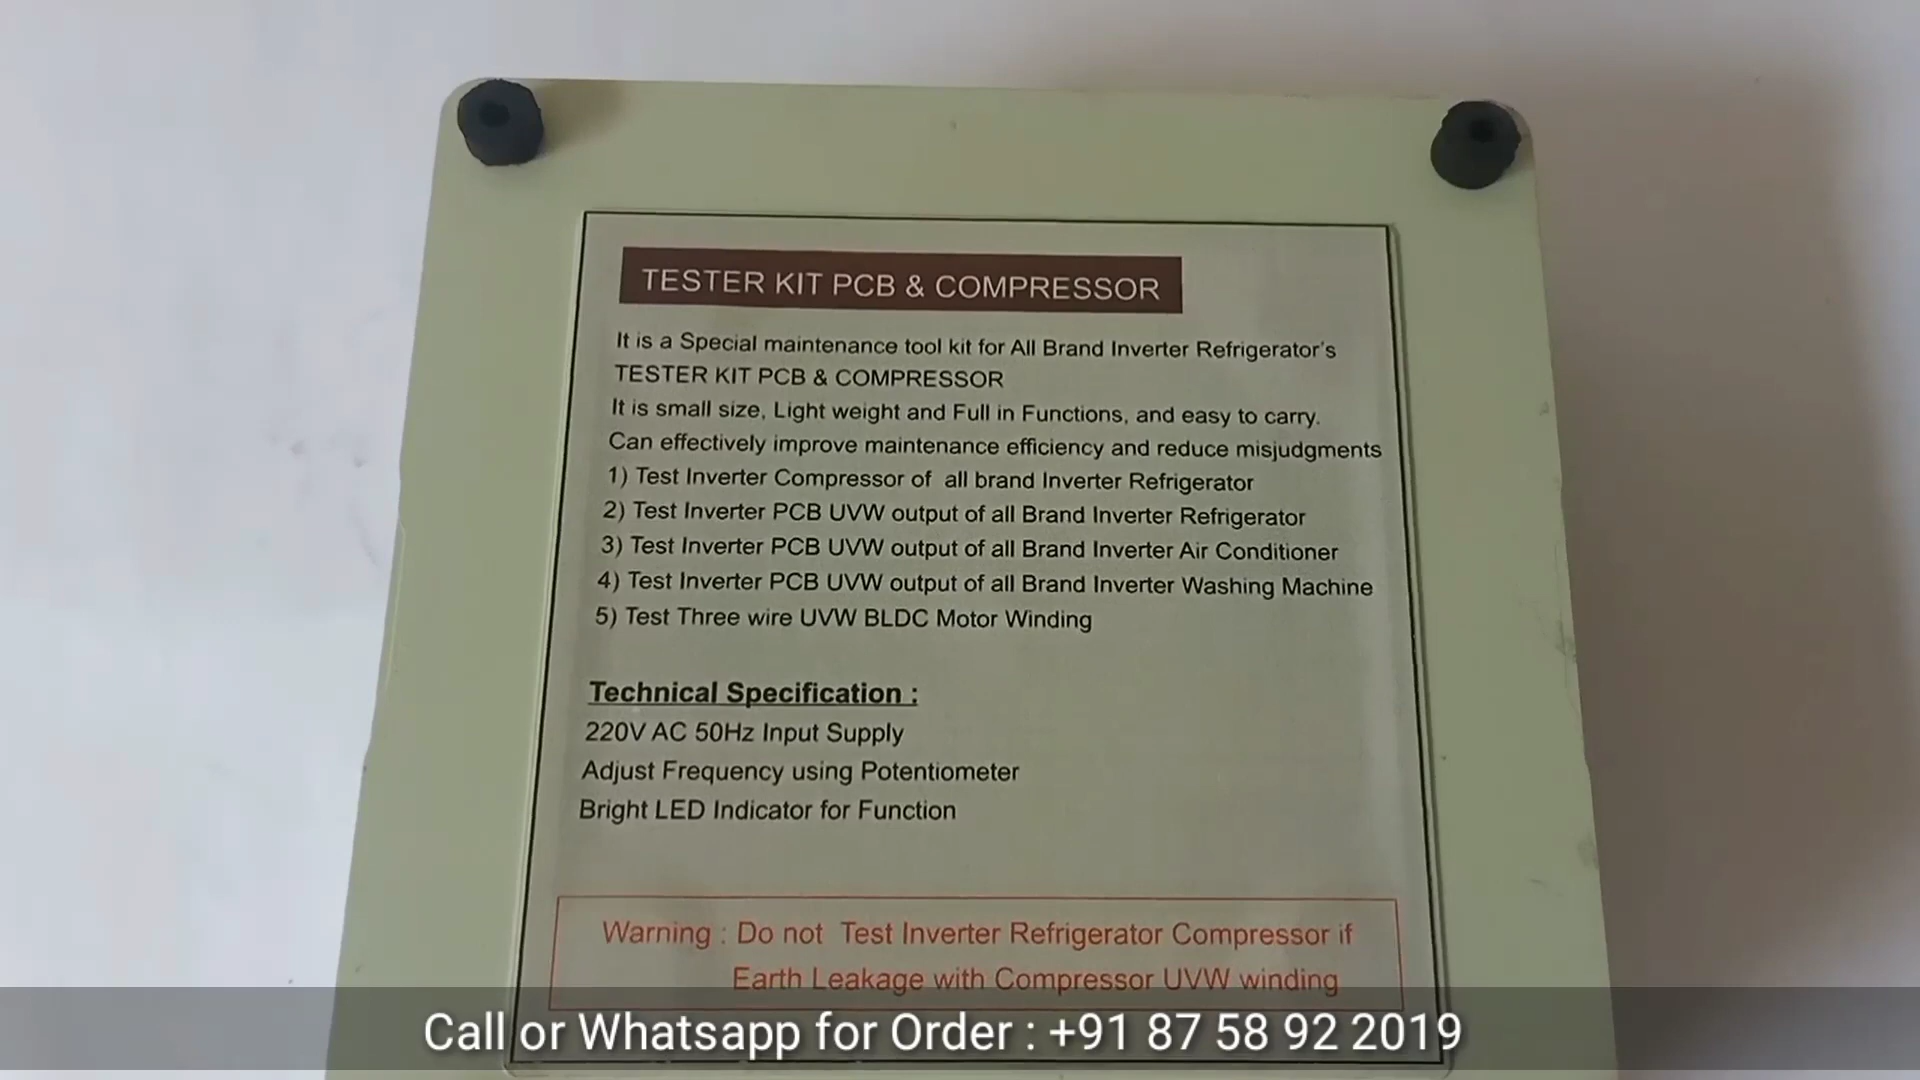 TESTER KIT PCB & COMPRESSOR
It is a Special maintenance tool kit for All Brand Inverter Refrigerator's
TESTER KIT PCB & COMPRESSOR
It is small size, Light weight and Full in Functions, and easy to carry.
Can effectively improve maintenance efficiency and reduce misjudgments
1) Test Inverter Compressor of all brand Inverter Refrigerator
2) Test Inverter PCB UVW output of all Brand Inverter Refrigerator
3) Test Inverter PCB UVW output of all Brand Inverter Air Conditioner
4) Test Inverter PCB UVW output of all Brand Inverter Washing Machine
5) Test Three wire UVW BLDC Motor Winding
Technical Specification :
220V AC 50Hz Input Supply
Adjust Frequency using Potentiometer
Bright LED Indicator for Function
Warning : Do not Test Inverter Refrigerator Compressor if
Earth Leakage with Compressor UVW winding
Call or Whatsapp for Order : +91 87 58 92 2019